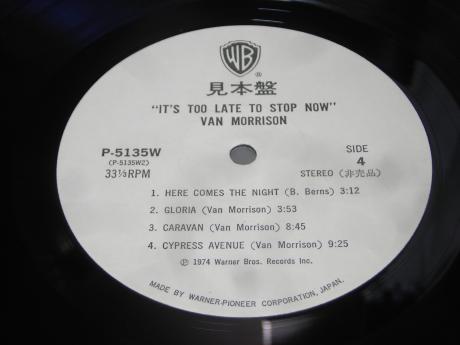 WB
®
見本盤
"IT'S TOO LATE TO STOP NOW"
VAN MORRISON
P-5135W
(P-5135W2)
33⅓RPM
SIDE
4
STEREO (非売品)
1. HERE COMES THE NIGHT (B. Berns) 3:12
2. GLORIA (Van Morrison) 3:53
3. CARAVAN (Van Morrison) 8:45
4. CYPRESS AVENUE (Van Morrison) 9:25
Ⓟ 1974 Warner Bros. Records Inc.
MADE BY WARNER-PIONEER CORPORATION, JAPAN.